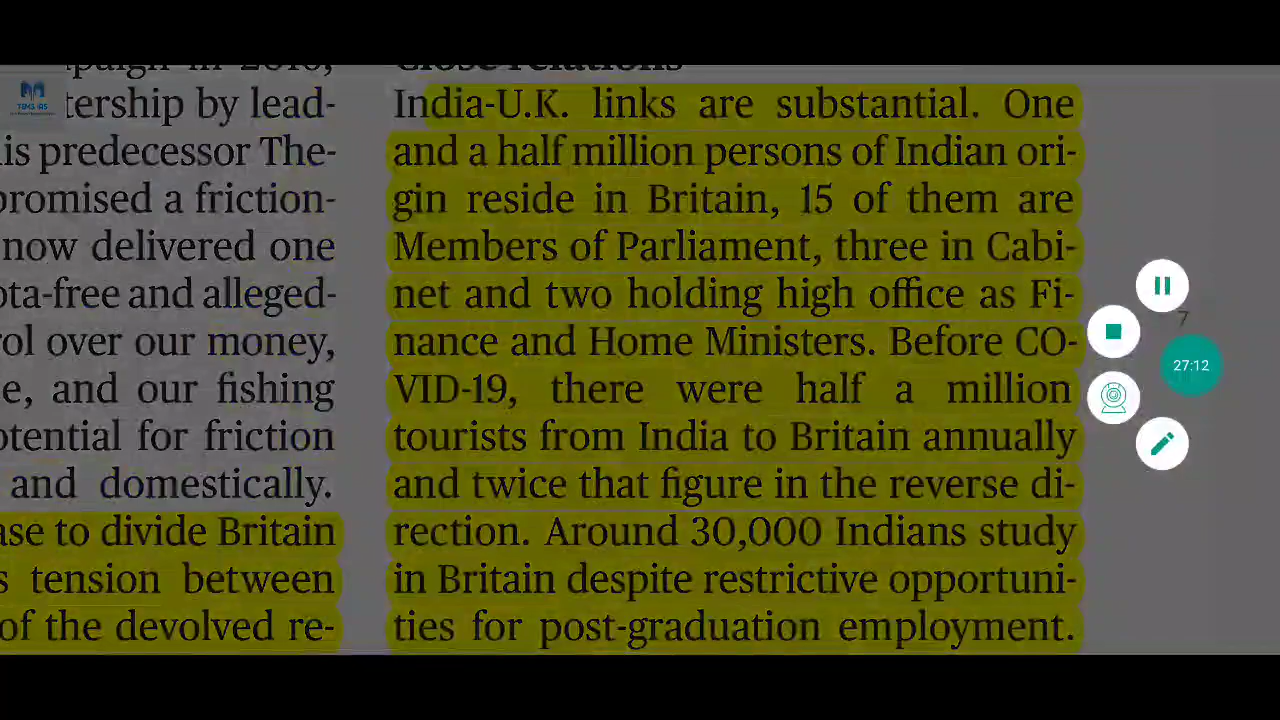 tership by lead-
is predecessor The-
promised a friction-
now delivered one
ota-free and alleged-
rol over our money,
e, and our fishing
otential for friction
and domestically.
ase to divide Britain
s tension between
of the devolved re-
Close relations
India-U.K. links are substantial. One
and a half million persons of Indian ori-
gin reside in Britain, 15 of them are
Members of Parliament, three in Cabi-
net and two holding high office as Fi-
nance and Home Ministers. Before CO-
VID-19, there were half a million
tourists from India to Britain annually
and twice that figure in the reverse di-
rection. Around 30,000 Indians study
in Britain despite restrictive opportuni-
ties for post-graduation employment.
7
27:12